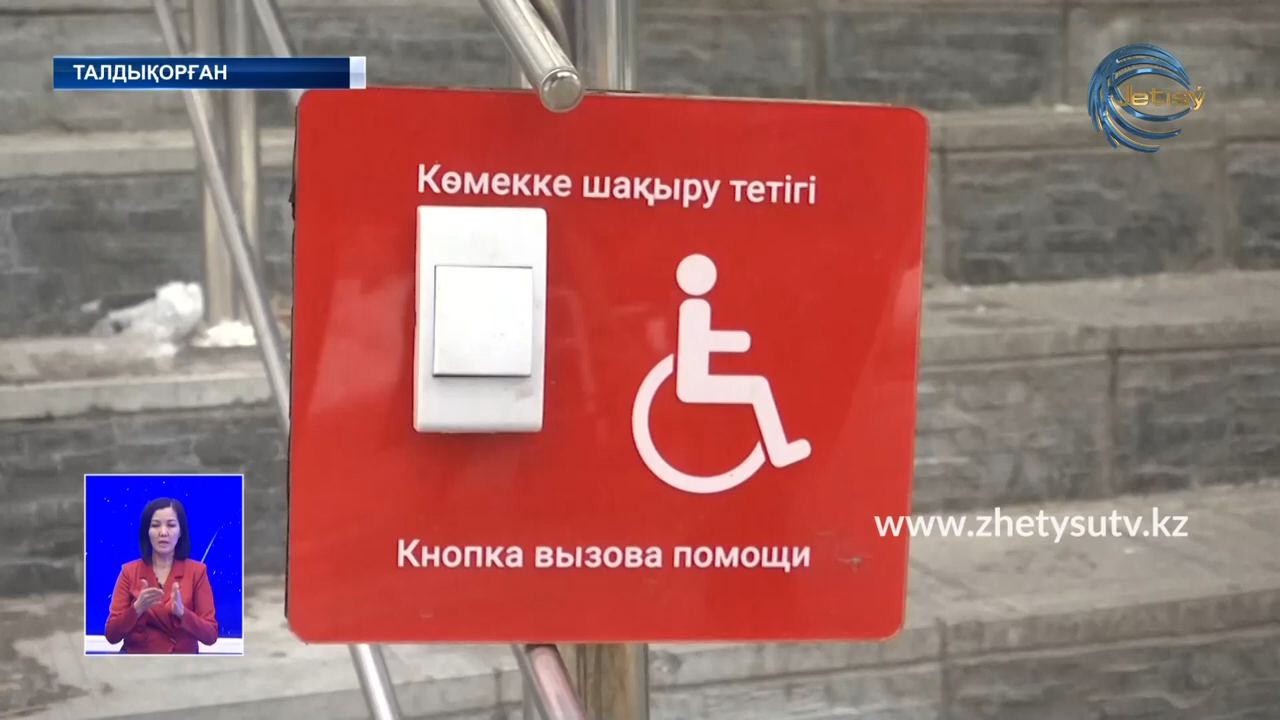 ТАЛДЫҚОРҒАН
Jetisý
Көмекке шақыру тетігі
www.zhetysutv.kz
Кнопка вызова помощи